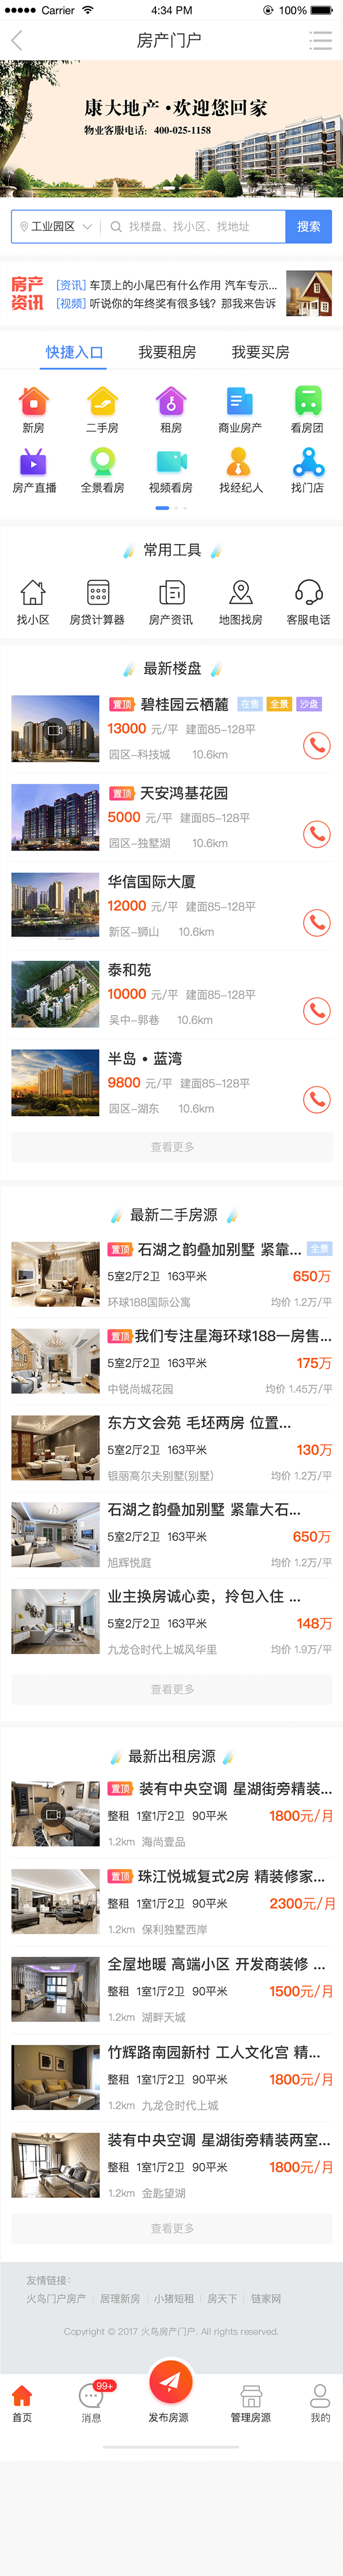 Carrier 4:34 PM 100%
房产门户
康大地产·欢迎您回家
物业客服电话：400-025-1158
工业园区 找楼盘、找小区、找地址 搜索
房产资讯
[资讯] 车顶上的小尾巴有什么作用 汽车专示...
[视频] 听说你的年终奖有很多钱？那我来告诉
快捷入口 我要租房 我要买房
新房 二手房 租房 商业房产 看房团
房产直播 全景看房 视频看房 找经纪人 找门店
常用工具
找小区 房贷计算器 房产资讯 地图找房 客服电话
最新楼盘
置顶 碧桂园云栖麓 在售 全景 沙盘
13000 元/平 建面85-128平
园区-科技城 10.6km
置顶 天安鸿基花园
5000 元/平 建面85-128平
园区-独墅湖 10.6km
华信国际大厦
12000 元/平 建面85-128平
新区-狮山 10.6km
泰和苑
10000 元/平 建面85-128平
吴中-郭巷 10.6km
半岛·蓝湾
9800 元/平 建面85-128平
园区-湖东 10.6km
查看更多
最新二手房源
置顶 石湖之韵叠加别墅 紧靠... 全景
5室2厅2卫 163平米 650万
环球188国际公寓 均价 1.2万/平
置顶 我们专注星海环球188一房售...
5室2厅2卫 163平米 175万
中锐尚城花园 均价 1.45万/平
东方文会苑 毛坯两房 位置...
5室2厅2卫 163平米 130万
银丽高尔夫别墅(别墅) 均价 1.2万/平
石湖之韵叠加别墅 紧靠大石...
5室2厅2卫 163平米 650万
旭辉悦庭 均价 1.2万/平
业主换房诚心卖，拎包入住 ...
5室2厅2卫 163平米 148万
九龙仓时代上城风华里 均价 1.9万/平
查看更多
最新出租房源
置顶 装有中央空调 星湖街旁精装...
整租 1室1厅2卫 90平米 1800元/月
1.2km 海尚壹品
置顶 珠江悦城复式2房 精装修家...
整租 1室1厅2卫 90平米 2300元/月
1.2km 保利独墅西岸
全屋地暖 高端小区 开发商装修 ...
整租 1室1厅2卫 90平米 1500元/月
1.2km 湖畔天城
竹辉路南园新村 工人文化宫 精...
整租 1室1厅2卫 90平米 1800元/月
1.2km 九龙仓时代上城
装有中央空调 星湖街旁精装两室...
整租 1室1厅2卫 90平米 1800元/月
1.2km 金匙望湖
查看更多
友情链接：
火鸟门户房产 居理新房 小猪短租 房天下 链家网
Copyright © 2017 火鸟房产门户. All rights reserved.
99+
首页 消息 发布房源 管理房源 我的